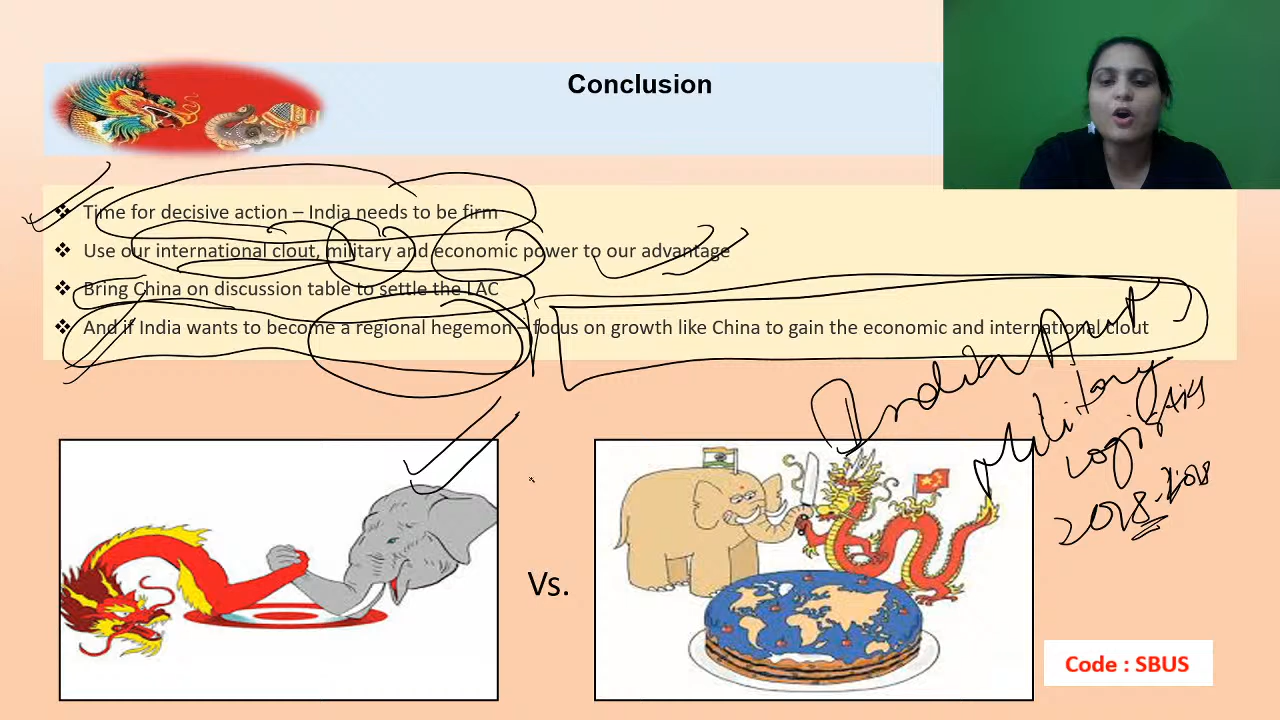 Conclusion
❖ Time for decisive action – India needs to be firm
❖ Use our international clout, military and economic power to our advantage
❖ Bring China on discussion table to settle the LAC
❖ And if India wants to become a regional hegemon – focus on growth like China to gain the economic and international clout
India
Military
2018
Vs.
Code : SBUS